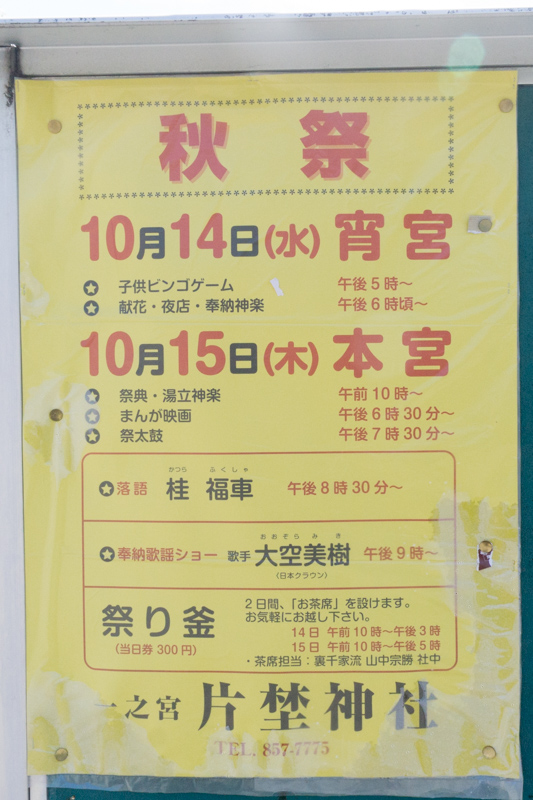 秋祭
10月14日(水) 宵宮
★ 子供ビンゴゲーム 午後5時〜
★ 献花・夜店・奉納神楽 午後6時頃〜
10月15日(木) 本宮
★ 祭典・湯立神楽 午前10時〜
★ まんが映画 午後6時30分〜
★ 祭太鼓 午後7時30分〜
かつら ふくしゃ
★落語 桂 福車 午後8時30分〜
おおぞら みき
★奉納歌謡ショー 歌手 大空美樹 午後9時〜
(日本クラウン)
祭り釜
(当日券300円)
2日間、「お茶席」を設けます。
お気軽にお越し下さい。
14日 午前10時〜午後3時
15日 午前10時〜午後5時
・茶席担当：裏千家流 山中宗勝 社中
一之宮 片埜神社
TEL. 857-7775